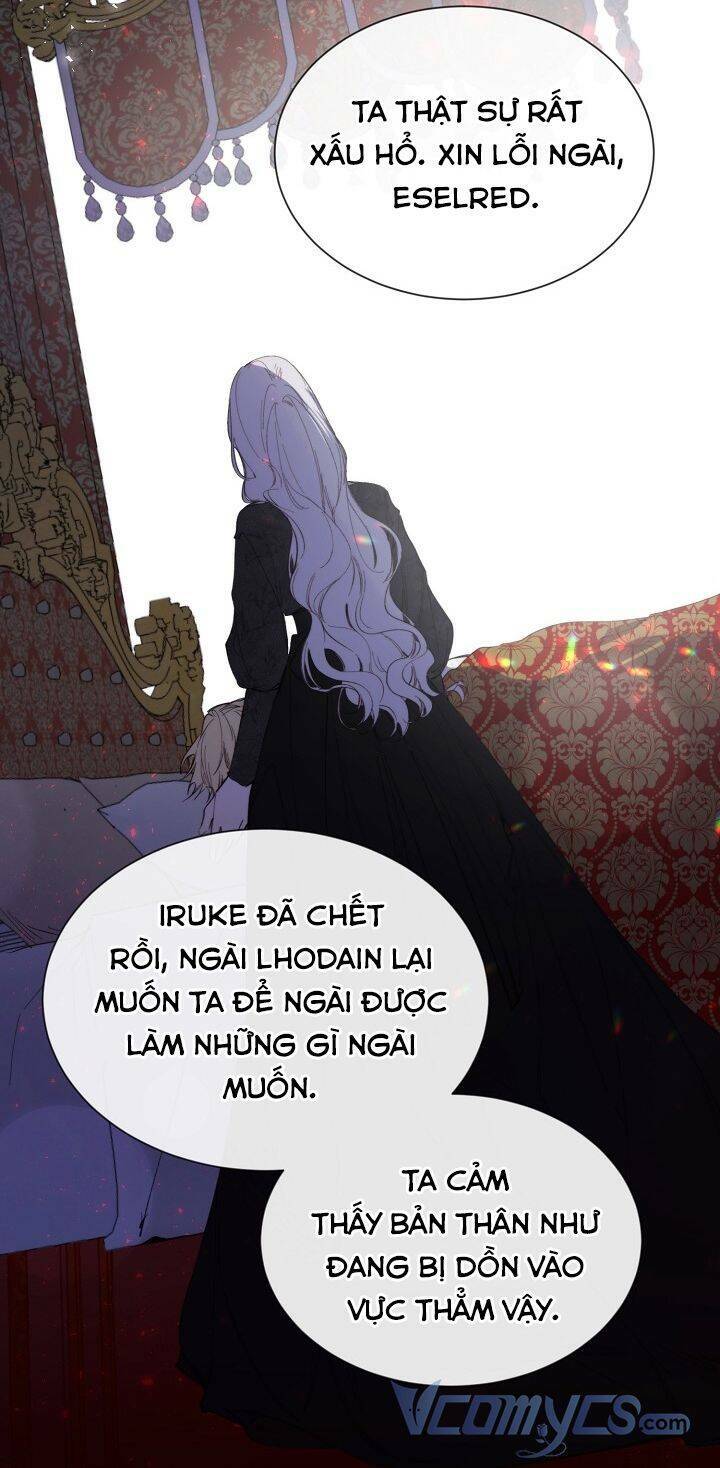 TA THẬT SỰ RẤT
XẤU HỔ. XIN LỖI NGÀI,
ESELRED.
IRUKE ĐÃ CHẾT
RỒI, NGÀI LHODAIN LẠI
MUỐN TA ĐỂ NGÀI ĐƯỢC
LÀM NHỮNG GÌ NGÀI
MUỐN.
TA CẢM
THẤY BẢN THÂN NHƯ
ĐANG BỊ DỒN VÀO
VỰC THẲM VẬY.
VCOMYCS.com